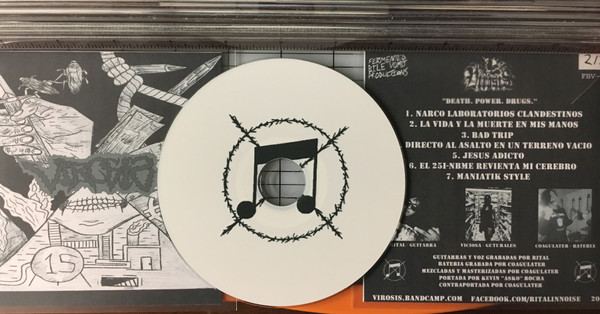 15
FERMENTED
BILE VOMIT
PRODUCTIONS
2/
FBV-
VIROSIS
"DEATH. POWER. DRUGS."
1. NARCO LABORATORIOS CLANDESTINOS
2. LA VIDA Y LA MUERTE EN MIS MANOS
3. BAD TRIP
DIRECTO AL ASALTO EN UN TERRENO VACIO
5. JESUS ADICTO
6. EL 25I-NBME REVIENTA MI CEREBRO
7. MANIATIK STYLE
RITAL-GUITARRA
VICIOSA-GUTURALES
COAGULATER-BATERIA
GUITARRAS Y VOZ GRABADAS POR RITAL
BATERIA GRABADA POR COAGULATER
MEZCLADAS Y MASTERIZADAS POR COAGULATER
PORTADA POR KEVIN "ASKO" ROCHA
CONTRAPORTADA POR COAGULATER
VIROSIS.BANDCAMP.COM FACEBOOK.COM/RITALINNOISE 20